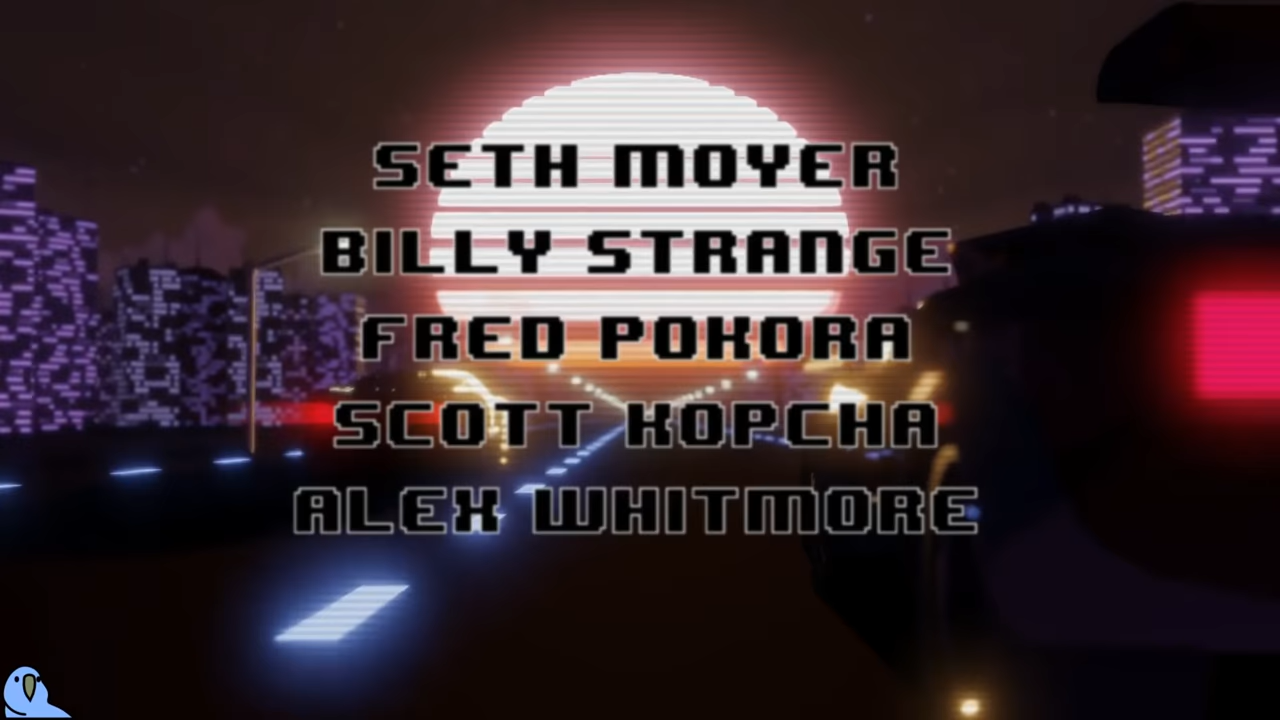 SETH MOYER
BILLY STRANGE
FRED POKORA
SCOTT KOPCHA
ALEX WHITMORE